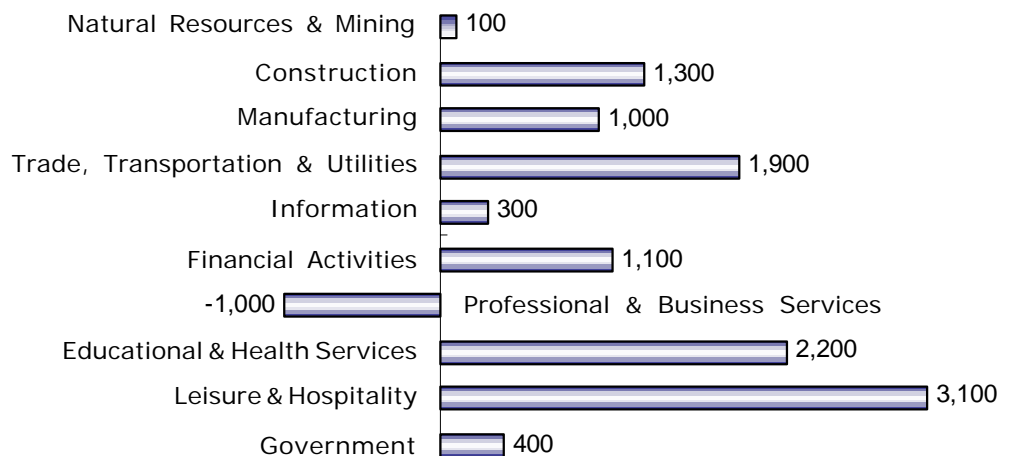 Natural Resources & Mining 100
Construction 1,300
Manufacturing 1,000
Trade, Transportation & Utilities 1,900
Information 300
Financial Activities 1,100
-1,000 Professional & Business Services
Educational & Health Services 2,200
Leisure & Hospitality 3,100
Government 400